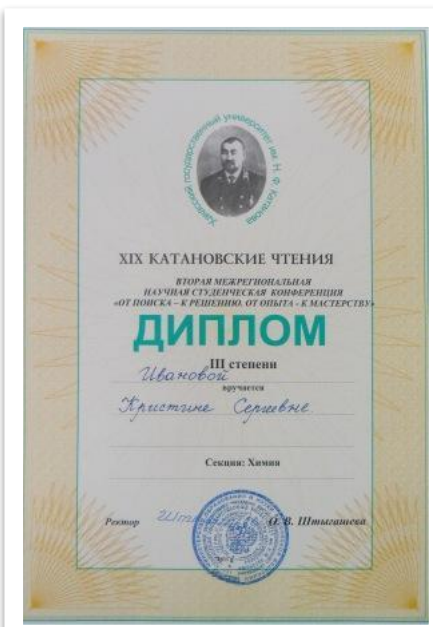 Хакасский государственный университет им. Н. Ф. Катанова
XIX КАТАНОВСКИЕ ЧТЕНИЯ
ВТОРАЯ МЕЖРЕГИОНАЛЬНАЯ
НАУЧНАЯ СТУДЕНЧЕСКАЯ КОНФЕРЕНЦИЯ
«ОТ ПОИСКА – К РЕШЕНИЮ, ОТ ОПЫТА - К МАСТЕРСТВУ»
ДИПЛОМ
III степени
Ивановой
вручается
Кристине Сергеевне
Секция: Химия
Ректор О. В. Штыгашева